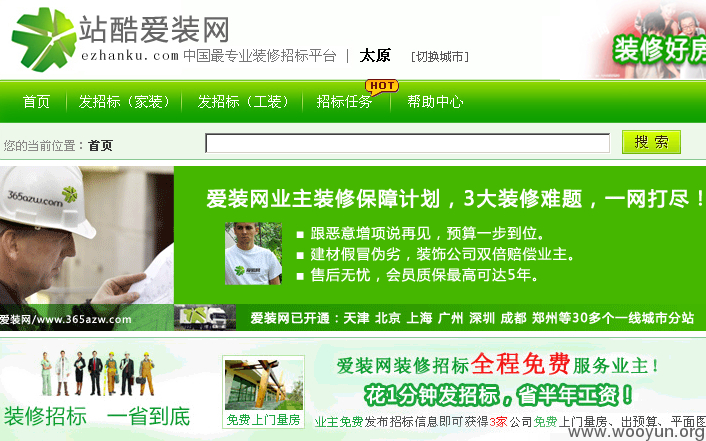 站酷爱装网
ezhanku.com 中国最专业装修招标平台 | 太原 [切换城市]
装修好房
HOT
首页 发招标（家装） 发招标（工装） 招标任务 帮助中心
您的当前位置：首页 搜 索
365azw.com
爱装网业主装修保障计划，3大装修难题，一网打尽！
■ 跟恶意增项说再见，预算一步到位。
■ 建材假冒伪劣，装饰公司双倍赔偿业主。
■ 售后无忧，会员质保最高可达5年。
爱装网/www.365azw.com
爱装网已开通：天津 北京 上海 广州 深圳 成都 郑州等30多个一线城市分站
爱装网装修招标全程免费服务业主！
花1分钟发招标，省半年工资！
装修招标 一省到底
免费上门量房
业主免费发布招标信息即可获得3家公司免费上门量房、出预算、平面图
www.wooyun.org